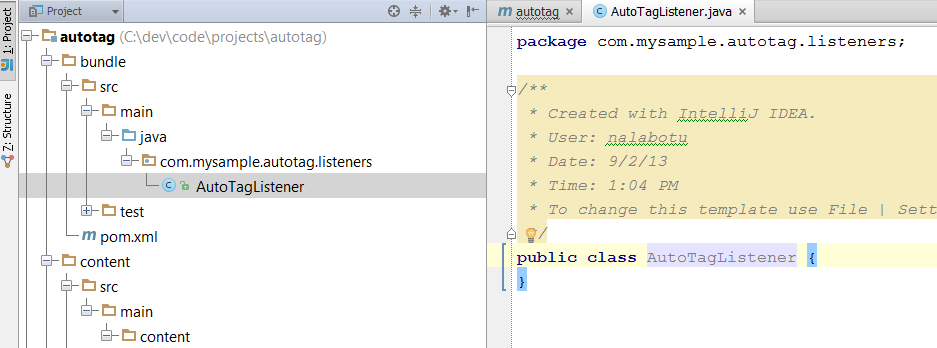 1: Project
Z: Structure
Project
autotag (C:\dev\code\projects\autotag)
bundle
src
main
java
com.mysample.autotag.listeners
AutoTagListener
test
pom.xml
content
src
main
content
autotag
AutoTagListener.java
package com.mysample.autotag.listeners;
/**
* Created with IntelliJ IDEA.
* User: nalabotu
* Date: 9/2/13
* Time: 1:04 PM
* To change this template use File | Sett
*/
public class AutoTagListener {
}